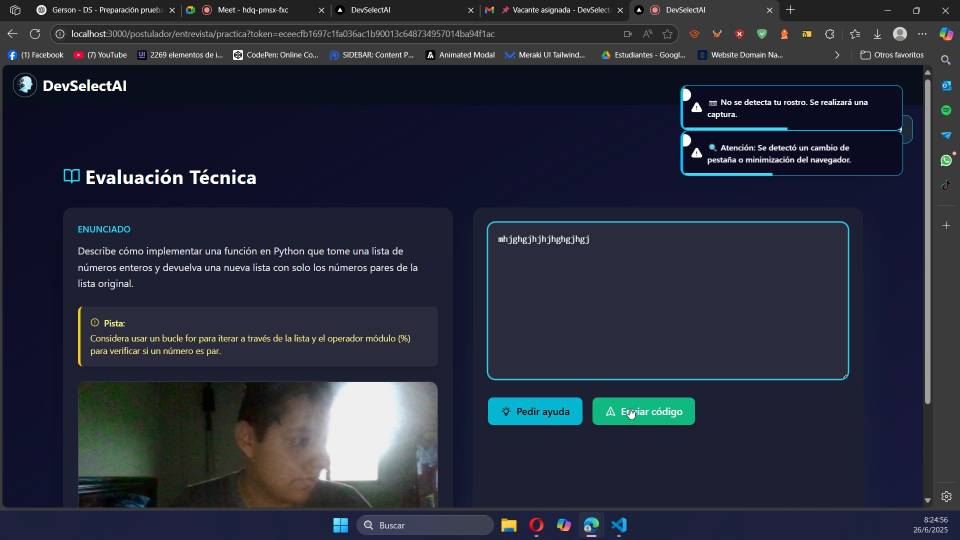 Gerson - DS - Preparación prueb
Meet - hdq-pmsx-fxc
DevSelectAI
Vacante asignada - DevSelect
DevSelectAI
localhost:3000/postulador/entrevista/practica?token=eceecfb1697c1fa036ac1b90013c648734957014ba94f1ac
(1) Facebook
(7) YouTube
2269 elementos de i...
CodePen: Online Co...
SIDEBAR: Content P...
Animated Modal
Meraki UI Tailwind...
Estudiantes - Googl...
Website Domain Na...
Otros favoritos
DevSelectAI
No se detecta tu rostro. Se realizará una
captura.
Atención: Se detectó un cambio de
pestaña o minimización del navegador.
Evaluación Técnica
ENUNCIADO
Describe cómo implementar una función en Python que tome una lista de
números enteros y devuelva una nueva lista con solo los números pares de la
lista original.
Pista:
Considera usar un bucle for para iterar a través de la lista y el operador módulo (%)
para verificar si un número es par.
mhjghgjhjhjhghgjhgj
Pedir ayuda
Enviar código
Buscar
8:24:56
26/6/2025